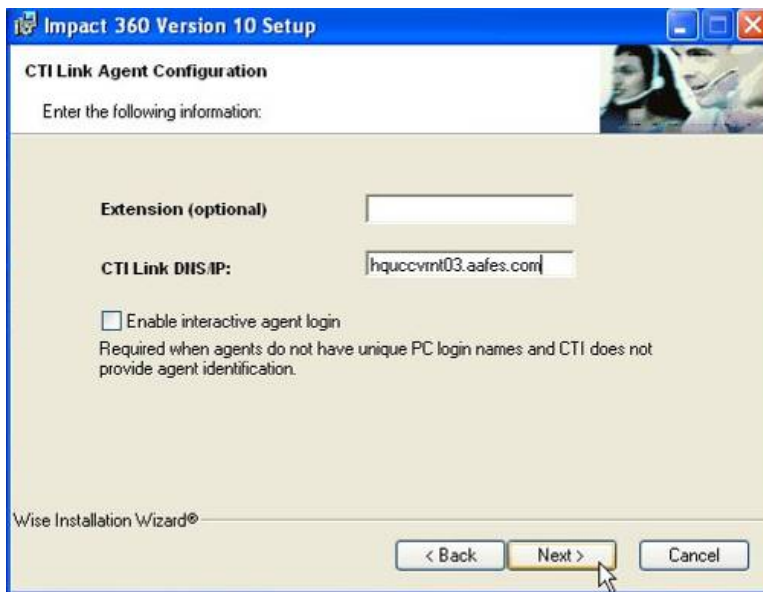 Impact 360 Version 10 Setup
CTI Link Agent Configuration
Enter the following information:
Extension (optional)
CTI Link DNS/IP:
hquccvrnt03.aafes.com
Enable interactive agent login
Required when agents do not have unique PC login names and CTI does not
provide agent identification.
Wise Installation Wizard®
< Back
Next >
Cancel